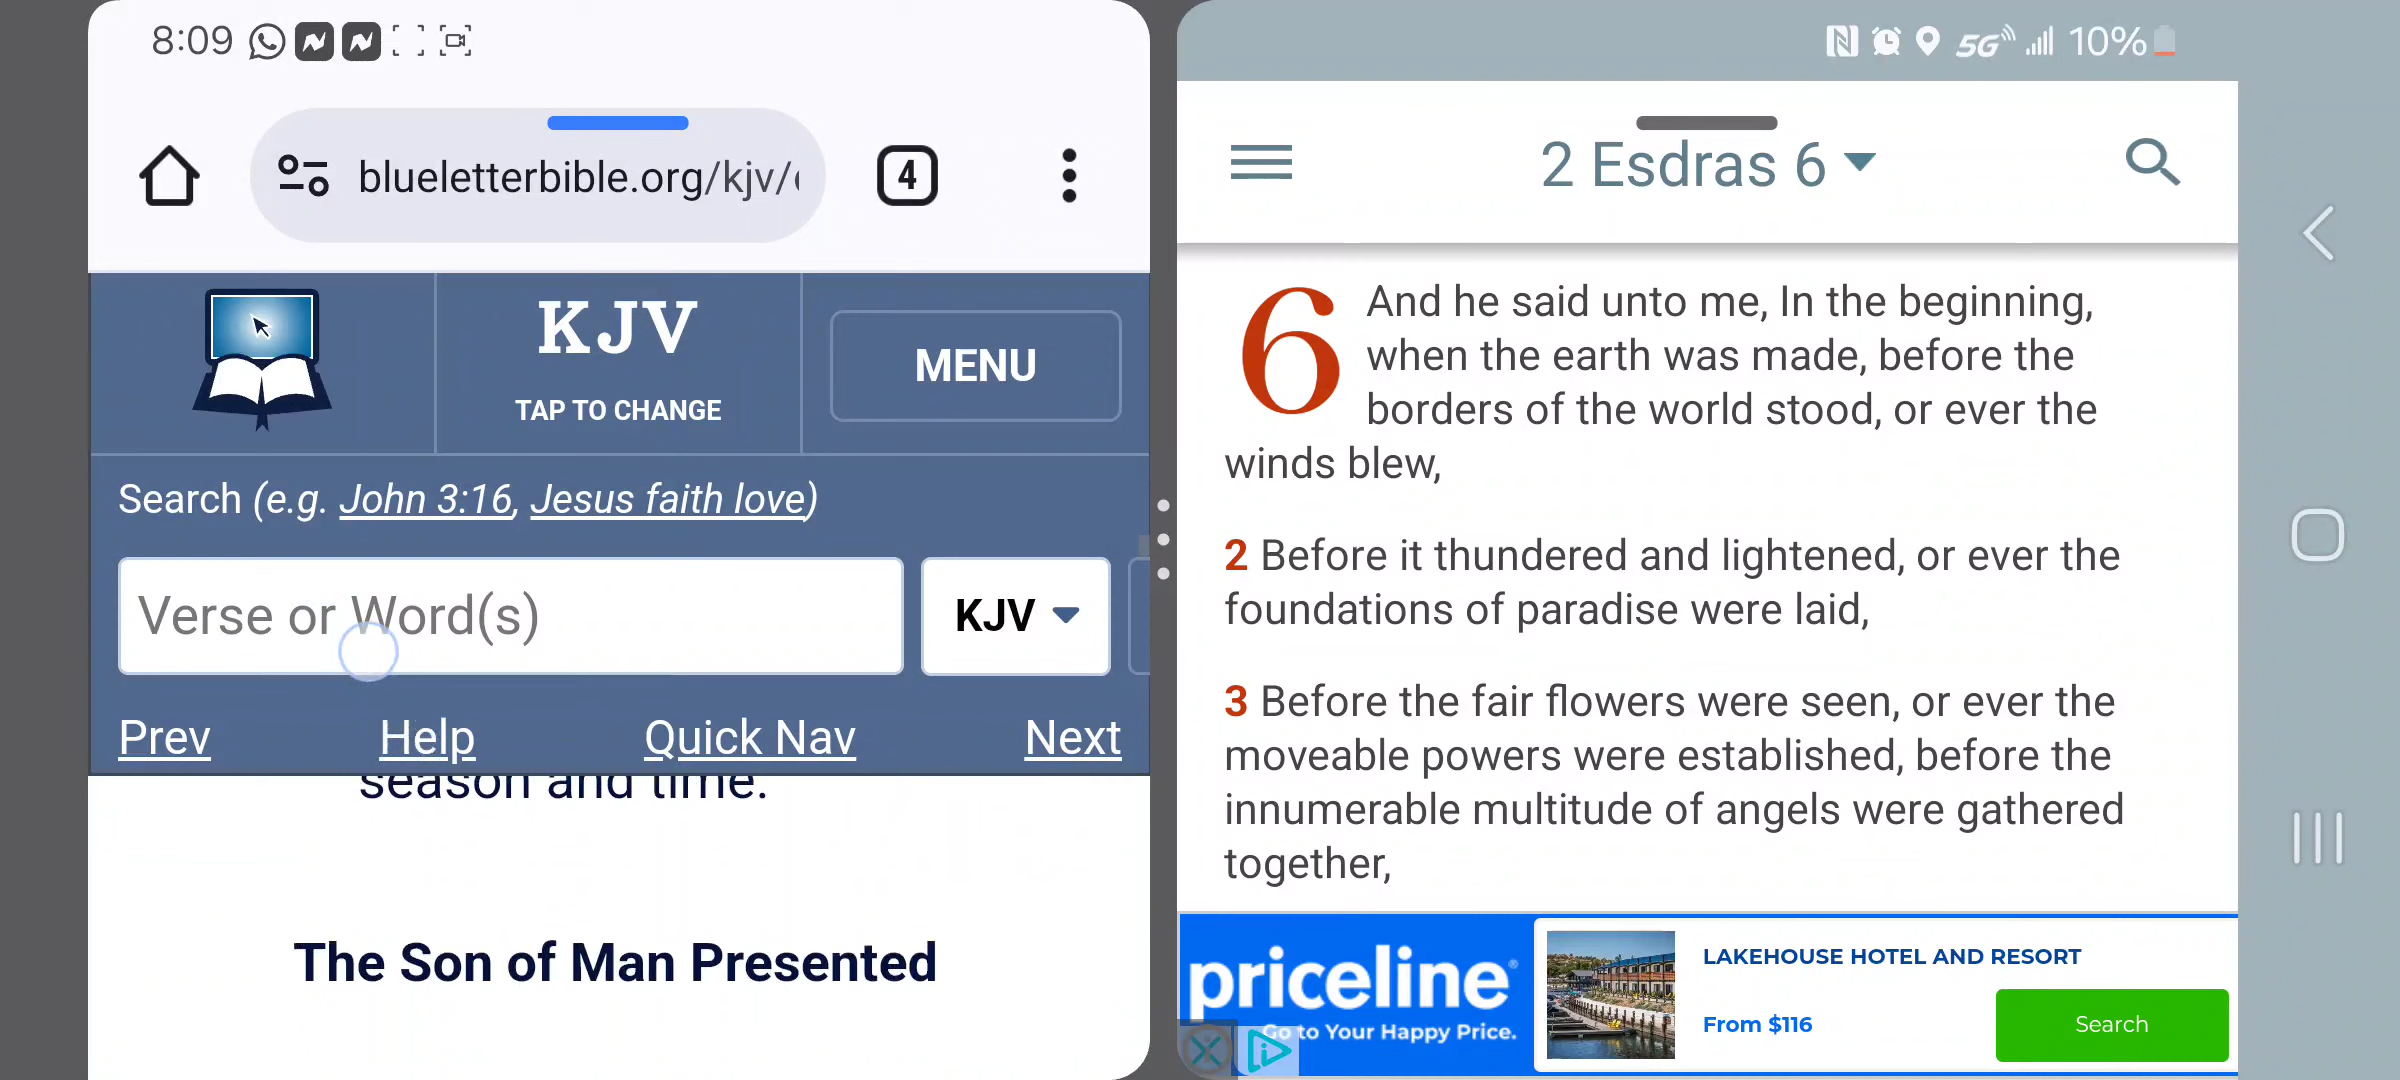 8:09
blueletterbible.org/kjv/
4
KJV
TAP TO CHANGE
MENU
Search (e.g. John 3:16, Jesus faith love)
Verse or Word(s)
KJV
Prev
Help
Quick Nav
Next
season and time.
The Son of Man Presented
5G
10%
2 Esdras 6
6 And he said unto me, In the beginning,
when the earth was made, before the
borders of the world stood, or ever the
winds blew,
2 Before it thundered and lightened, or ever the
foundations of paradise were laid,
3 Before the fair flowers were seen, or ever the
moveable powers were established, before the
innumerable multitude of angels were gathered
together,
priceline®
Go to Your Happy Price.
LAKEHOUSE HOTEL AND RESORT
From $116
Search